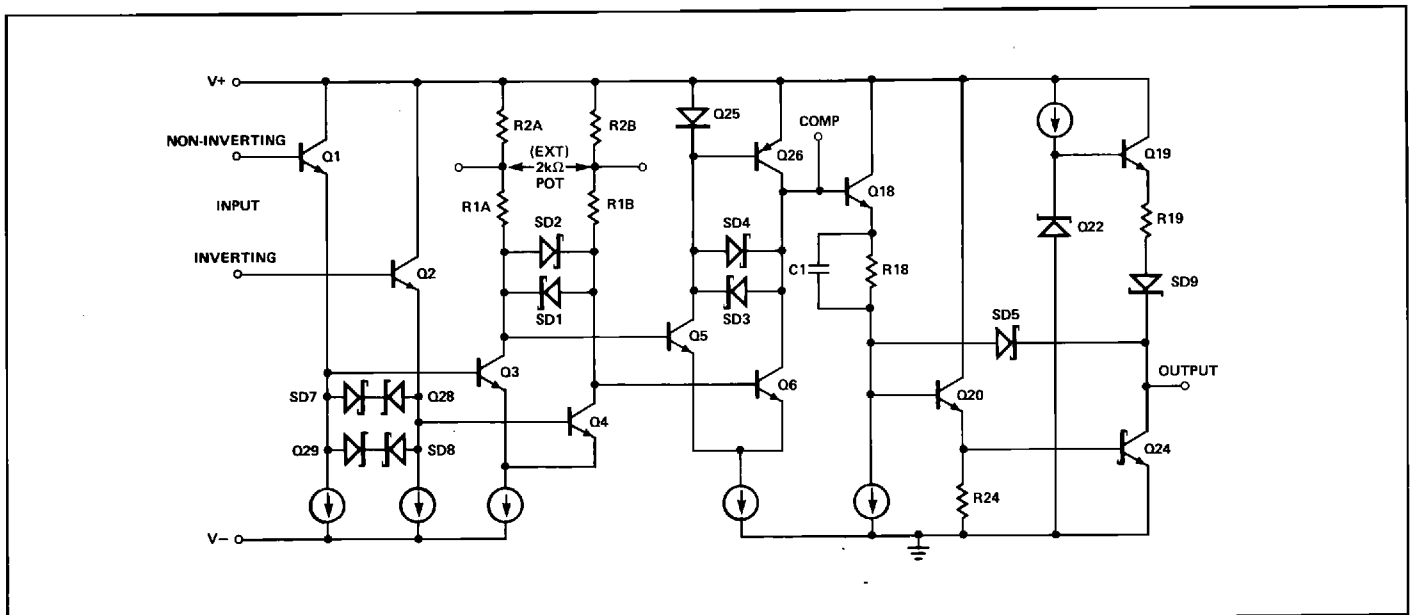 V+
NON-INVERTING
Q1
INPUT
INVERTING
Q2
R2A
R2B
(EXT)
2kΩ
POT
R1A
R1B
SD2
SD1
Q3
SD7
Q28
Q29
SD8
Q4
V−
Q25
Q26
COMP
SD4
SD3
Q5
Q6
Q18
C1
R18
SD5
Q20
R24
Q22
Q19
R19
SD9
OUTPUT
Q24